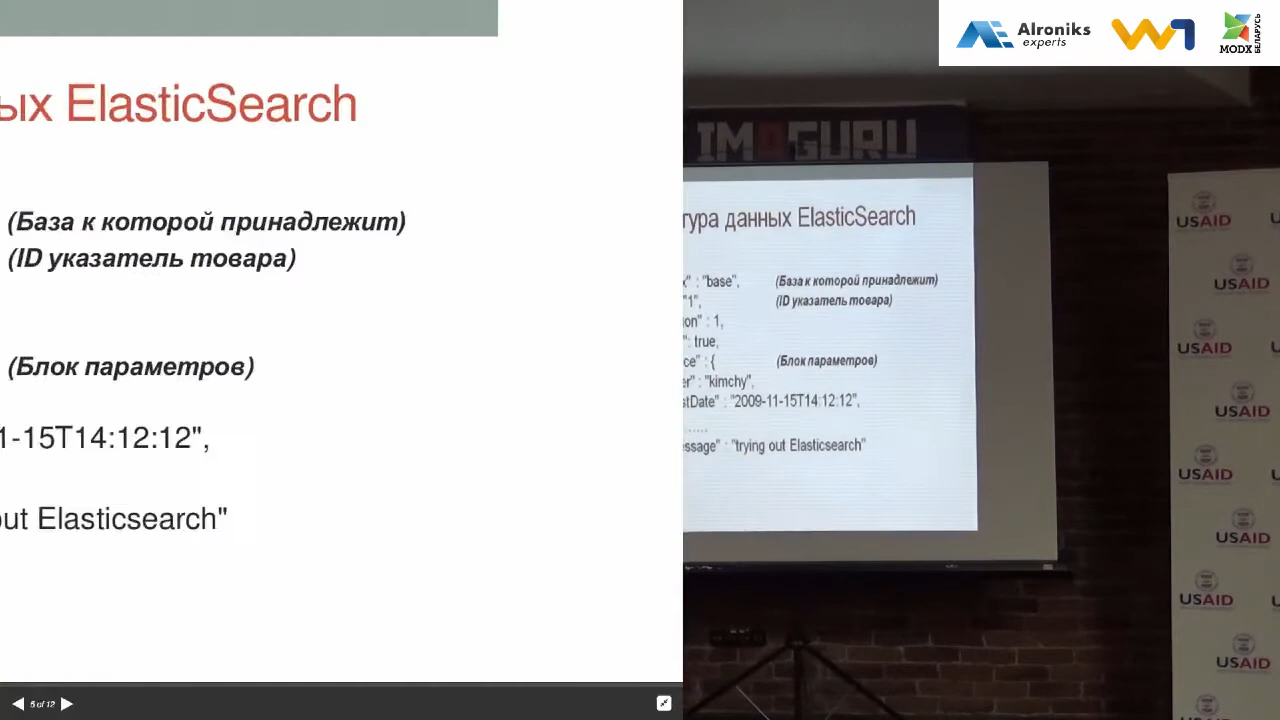 ых ElasticSearch
(База к которой принадлежит)
(ID указатель товара)
(Блок параметров)
1-15T14:12:12",
out Elasticsearch"
5 of 12
Alroniks
experts
MODX
БЕЛАРУСЬ
IMAGURU
тура данных ElasticSearch
x" : "base", (База к которой принадлежит)
"1", (ID указатель товара)
ion" : 1,
": true,
ce" : { (Блок параметров)
er" : "kimchy",
stDate" : "2009-11-15T14:12:12",
......
ssage" : "trying out Elasticsearch"
USAID
USAID
USAID
USAID
USAID
USAID
USAID
USAID